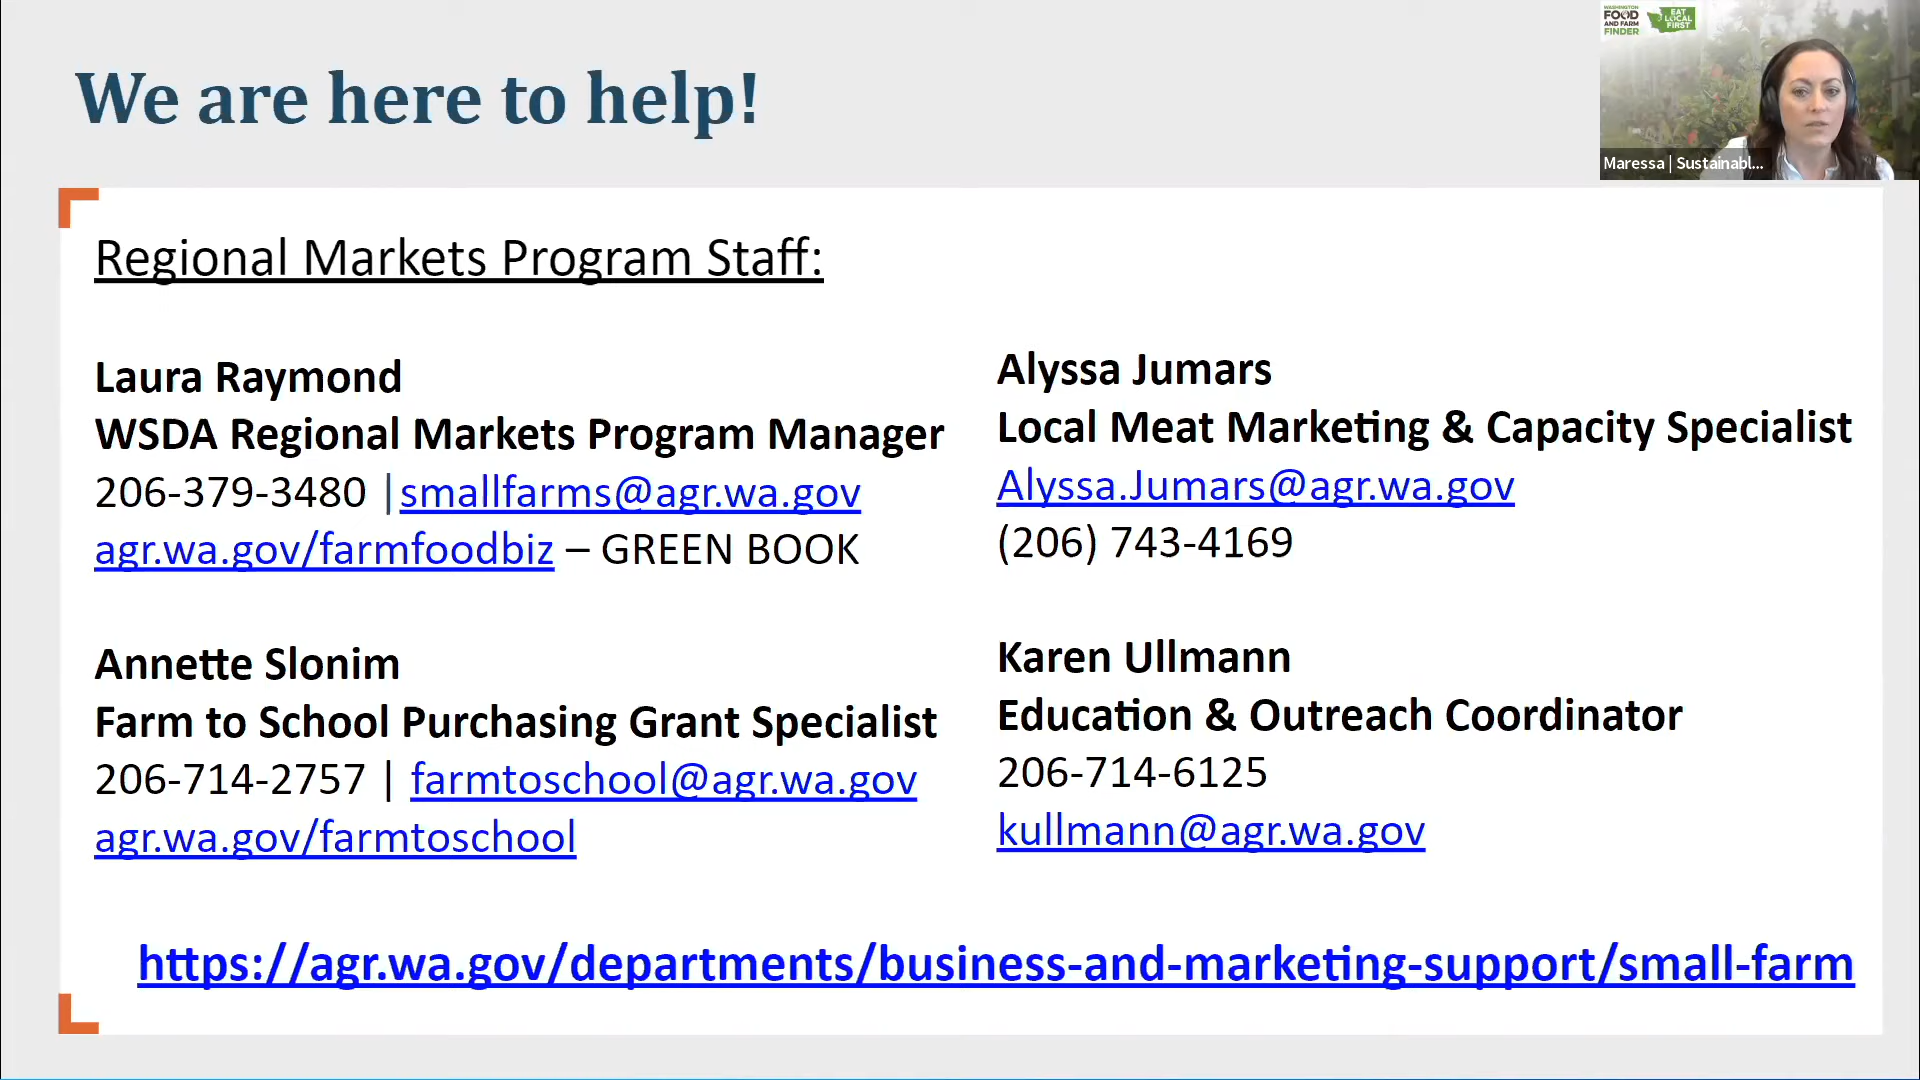 We are here to help!
WASHINGTON
FOOD
AND FARM
FINDER
EAT
LOCAL
FIRST
Maressa | Sustainabl...
Regional Markets Program Staff:
Laura Raymond
WSDA Regional Markets Program Manager
206-379-3480 |smallfarms@agr.wa.gov
agr.wa.gov/farmfoodbiz – GREEN BOOK
Annette Slonim
Farm to School Purchasing Grant Specialist
206-714-2757 | farmtoschool@agr.wa.gov
agr.wa.gov/farmtoschool
Alyssa Jumars
Local Meat Marketing & Capacity Specialist
Alyssa.Jumars@agr.wa.gov
(206) 743-4169
Karen Ullmann
Education & Outreach Coordinator
206-714-6125
kullmann@agr.wa.gov
https://agr.wa.gov/departments/business-and-marketing-support/small-farm